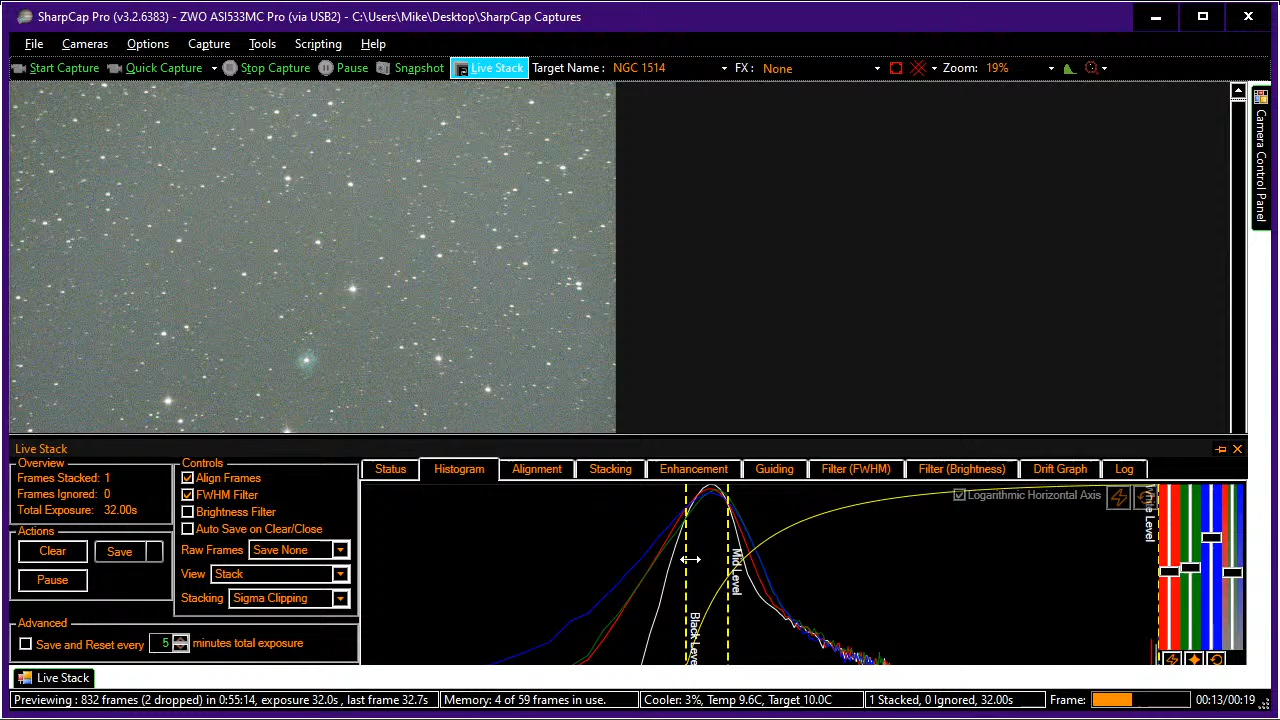 SharpCap Pro (v3.2.6383) - ZWO ASI533MC Pro (via USB2) - C:\Users\Mike\Desktop\SharpCap Captures
File Cameras Options Capture Tools Scripting Help
Start Capture Quick Capture Stop Capture Pause Snapshot Live Stack Target Name : NGC 1514 FX : None Zoom: 19%
Camera Control Panel
Live Stack
Overview
Frames Stacked: 1
Frames Ignored: 0
Total Exposure: 32.00s
Actions
Clear Save
Pause
Controls
Align Frames
FWHM Filter
Brightness Filter
Auto Save on Clear/Close
Raw Frames Save None
View Stack
Stacking Sigma Clipping
Advanced
Save and Reset every 5 minutes total exposure
Status Histogram Alignment Stacking Enhancement Guiding Filter (FWHM) Filter (Brightness) Drift Graph Log
Logarithmic Horizontal Axis
White Level
Mid Level
Black Leve
Live Stack
Previewing : 832 frames (2 dropped) in 0:55:14, exposure 32.0s , last frame 32.7s Memory: 4 of 59 frames in use. Cooler: 3%, Temp 9.6C, Target 10.0C 1 Stacked, 0 Ignored, 32.00s Frame: 00:13/00:19